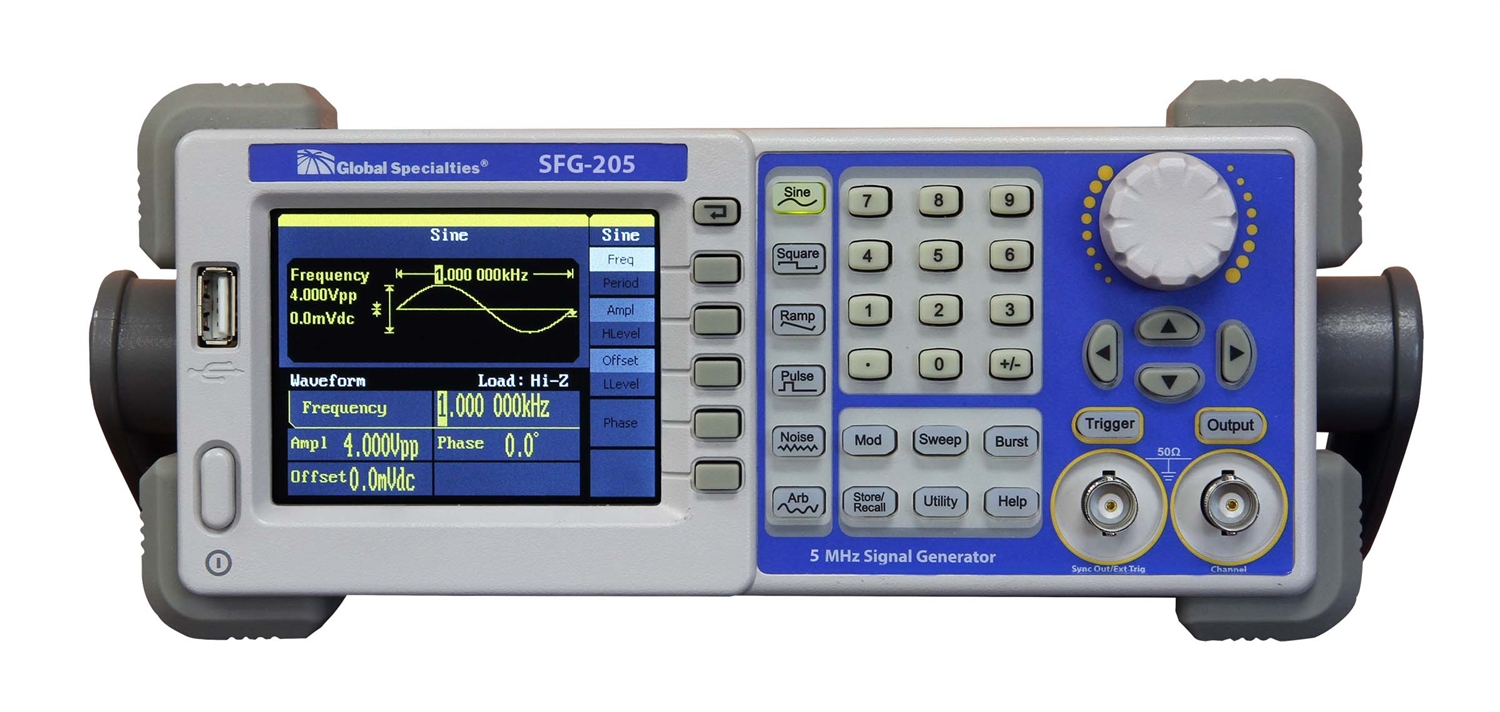 Global Specialties® SFG-205
Sine
Frequency
1.000 000kHz
4.000Vpp
0.0mVdc
Waveform Load: Hi-Z
Frequency 1.000 000kHz
Ampl 4.000Vpp Phase 0.0°
Offset 0.0mVdc
Sine
Freq
Period
Ampl
HLevel
Offset
LLevel
Phase
Sine
Square
Ramp
Pulse
Noise
Arb
7 8 9
4 5 6
1 2 3
. 0 +/-
Mod Sweep Burst
Store/
Recall
Utility Help
5 MHz Signal Generator
Trigger Output
50Ω
Sync Out/Ext Trig Channel